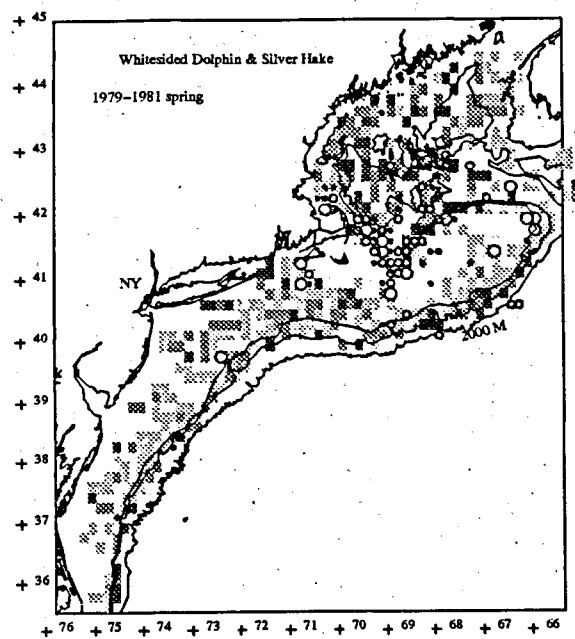 45 +
Whitesided Dolphin & Silver Hake
44 +
1979-1981 spring
43 +
42 +
41 +
NY
40 +
2000 M
39 +
38 +
37 +
36 +
+ 76 + 75 + 74 + 73 + 72 + 71 + 70 + 69 + 68 + 67 + 66